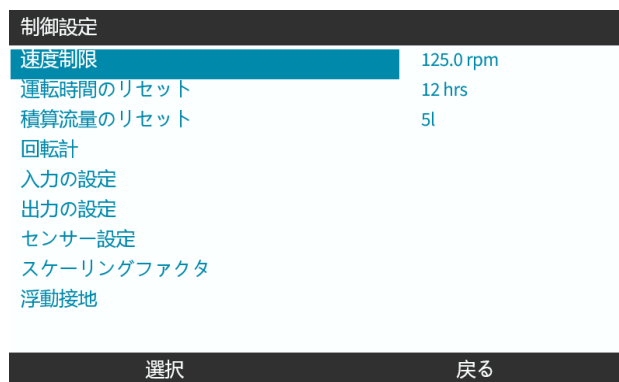 制御設定
速度制限 125.0 rpm
運転時間のリセット 12 hrs
積算流量のリセット 5l
回転計
入力の設定
出力の設定
センサー設定
スケーリングファクタ
浮動接地
選択 戻る